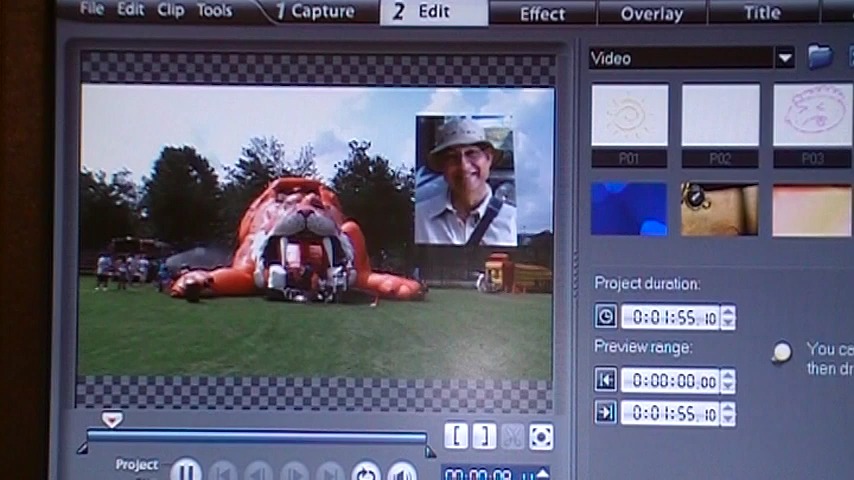 File Edit Clip Tools 1 Capture 2 Edit Effect Overlay Title
Video
P01 P02 P03
Project duration:
0:01:55.10
Preview range:
0:00:00.00
0:01:55.10
You ca
then dr
Project